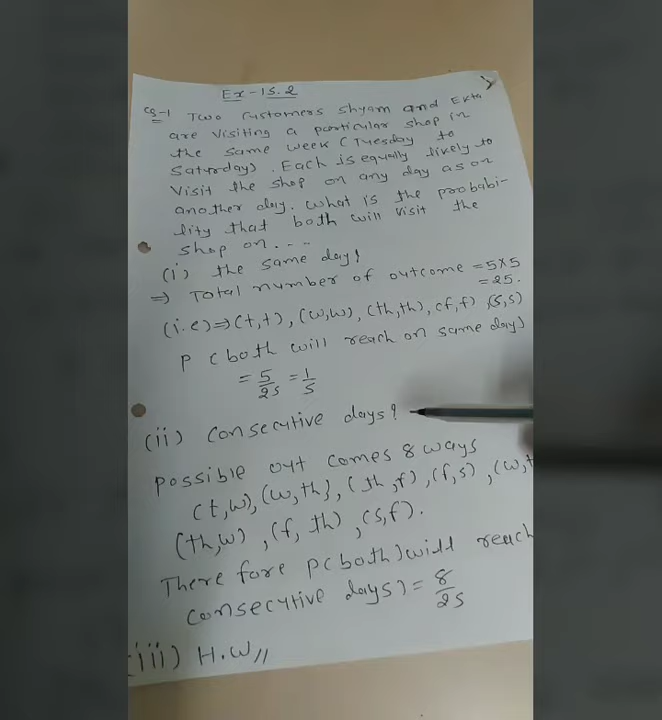 Ex-15.2
Q-1 Two Customers Shyam and Ekta
are visiting a particular shop in
the same week (Tuesday to
Saturday). Each is equally likely to
visit the shop on any day as on
another day. What is the probabi-
lity that both will visit the
shop on....
(i) the same day?
⇒ Total number of outcome = 5×5
= 25.
(i.e) ⇒ (t,t), (w,w), (th,th), (f,f) (s,s)
P (both will reach on same day)
= 5/25 = 1/5
(ii) Consecutive days?
possible out comes 8 ways
(t,w), (w,th), (th,f), (f,s), (w,t
(th,w), (f,th), (s,f).
There fore P(both) will reach
consecutive days) = 8/25
(iii) H.W//